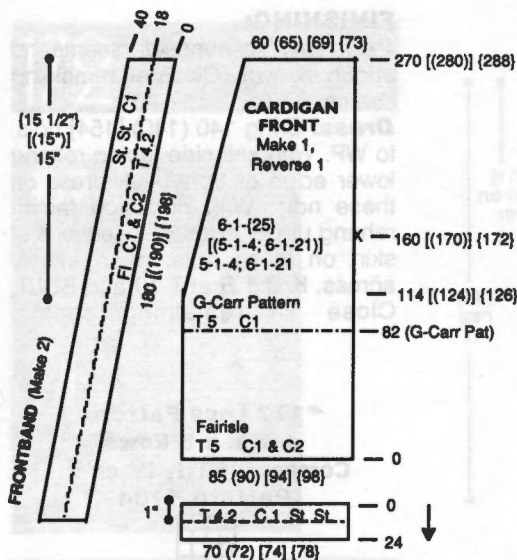 FINISHING:
40
18
0
60 (65) [69] {73}
270 [(280)] {288}
{15 1/2"}
[(15")]
15"
St. St. C1
T 4.2
FI C1 & C2
180 [(190)] {196}
FRONTBAND (Make 2)
CARDIGAN
FRONT
Make 1,
Reverse 1
6-1-{25}
[(5-1-4; 6-1-21)]
5-1-4; 6-1-21
X
160 [(170)] {172}
114 [(124)] {126}
G-Carr Pattern
T 5 C1
82 (G-Carr Pat)
Fairisle
T 5 C1 & C2
0
85 (90) [94] {98}
1"
T 4.2 C 1 St St
0
24
70 (72) [74] {78}